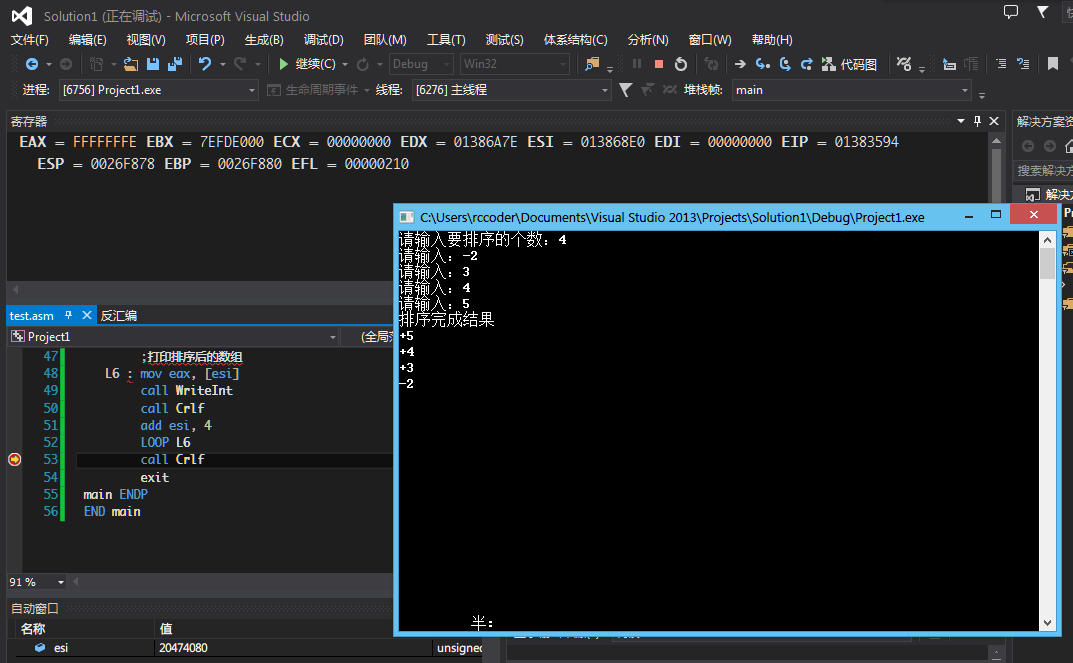 Solution1 (正在调试) - Microsoft Visual Studio
文件(F) 编辑(E) 视图(V) 项目(P) 生成(B) 调试(D) 团队(M) 工具(T) 测试(S) 体系结构(C) 分析(N) 窗口(W) 帮助(H)
继续(C) Debug Win32 代码图
进程: [6756] Project1.exe 生命周期事件 线程: [6276] 主线程 堆栈帧: main
寄存器
解决方案资
EAX = FFFFFFFE EBX = 7EFDE000 ECX = 00000000 EDX = 01386A7E ESI = 013868E0 EDI = 00000000 EIP = 01383594
ESP = 0026F878 EBP = 0026F880 EFL = 00000210
搜索解决方
解决方
C:\Users\rccoder\Documents\Visual Studio 2013\Projects\Solution1\Debug\Project1.exe
请输入要排序的个数: 4
请输入: -2
请输入: 3
请输入: 4
请输入: 5
排序完成结果
+5
+4
+3
-2
半:
test.asm 反汇编
Project1 (全局范
47 ;打印排序后的数组
48 L6 : mov eax, [esi]
49 call WriteInt
50 call Crlf
51 add esi, 4
52 LOOP L6
53 call Crlf
54 exit
55 main ENDP
56 END main
91 %
自动窗口
名称 值
esi 20474080 unsigned